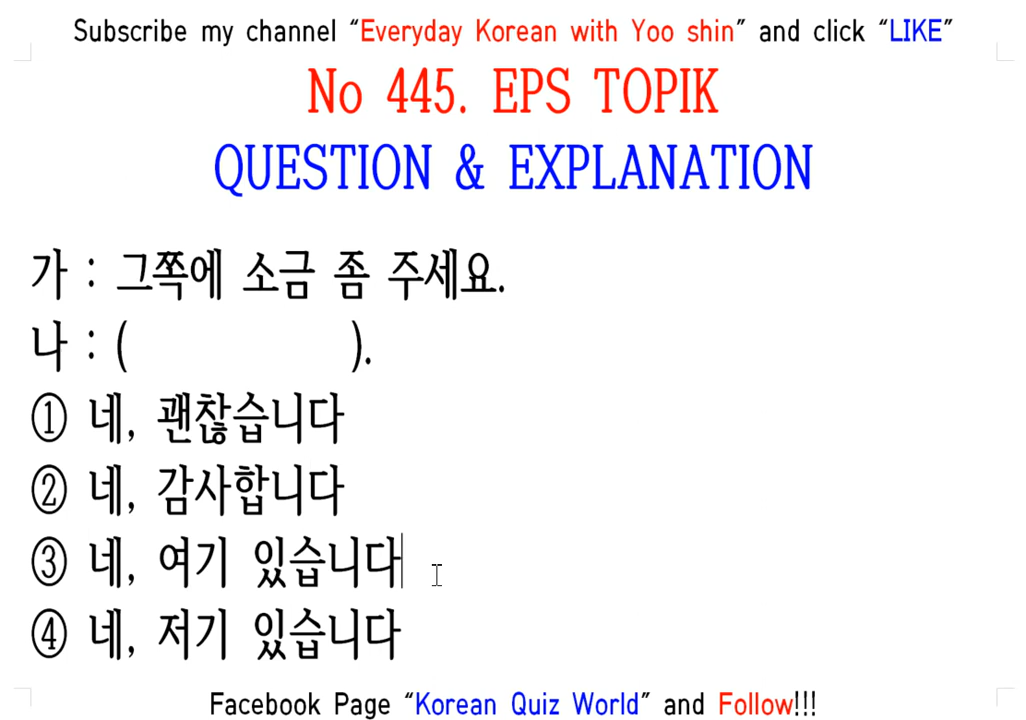 Subscribe my channel “Everyday Korean with Yoo shin” and click “LIKE”
No 445. EPS TOPIK
QUESTION & EXPLANATION
가 : 그쪽에 소금 좀 주세요.
나 : ( ).
① 네, 괜찮습니다
② 네, 감사합니다
③ 네, 여기 있습니다
④ 네, 저기 있습니다
Facebook Page “Korean Quiz World” and Follow!!!